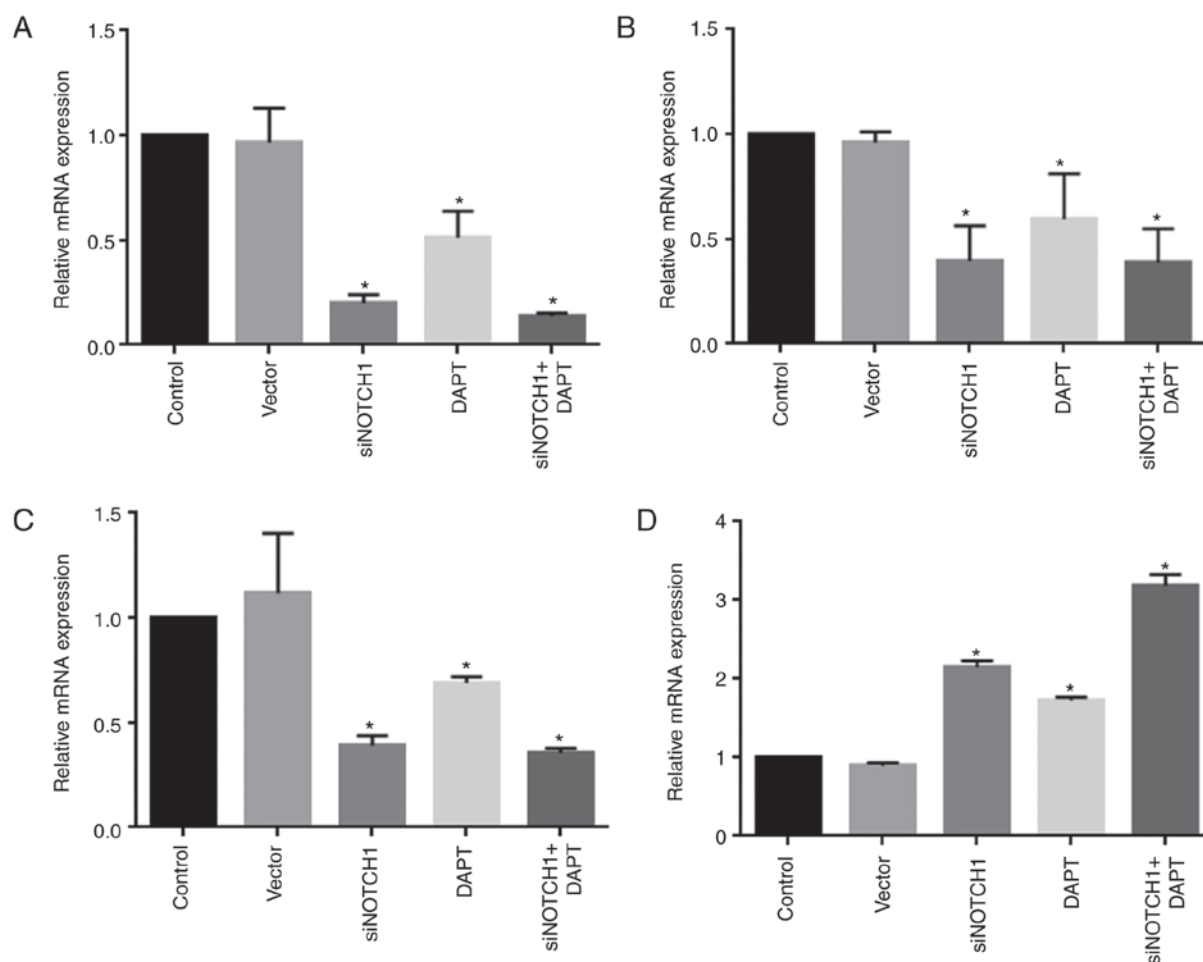 A
Relative mRNA expression
1.5
1.0
0.5
0.0
Control
Vector
siNOTCH1
DAPT
siNOTCH1+
DAPT
*
*
*
B
Relative mRNA expression
1.5
1.0
0.5
0.0
Control
Vector
siNOTCH1
DAPT
siNOTCH1+
DAPT
*
*
*
C
Relative mRNA expression
1.5
1.0
0.5
0.0
Control
Vector
siNOTCH1
DAPT
siNOTCH1+
DAPT
*
*
*
D
Relative mRNA expression
4
3
2
1
0
Control
Vector
siNOTCH1
DAPT
siNOTCH1+
DAPT
*
*
*